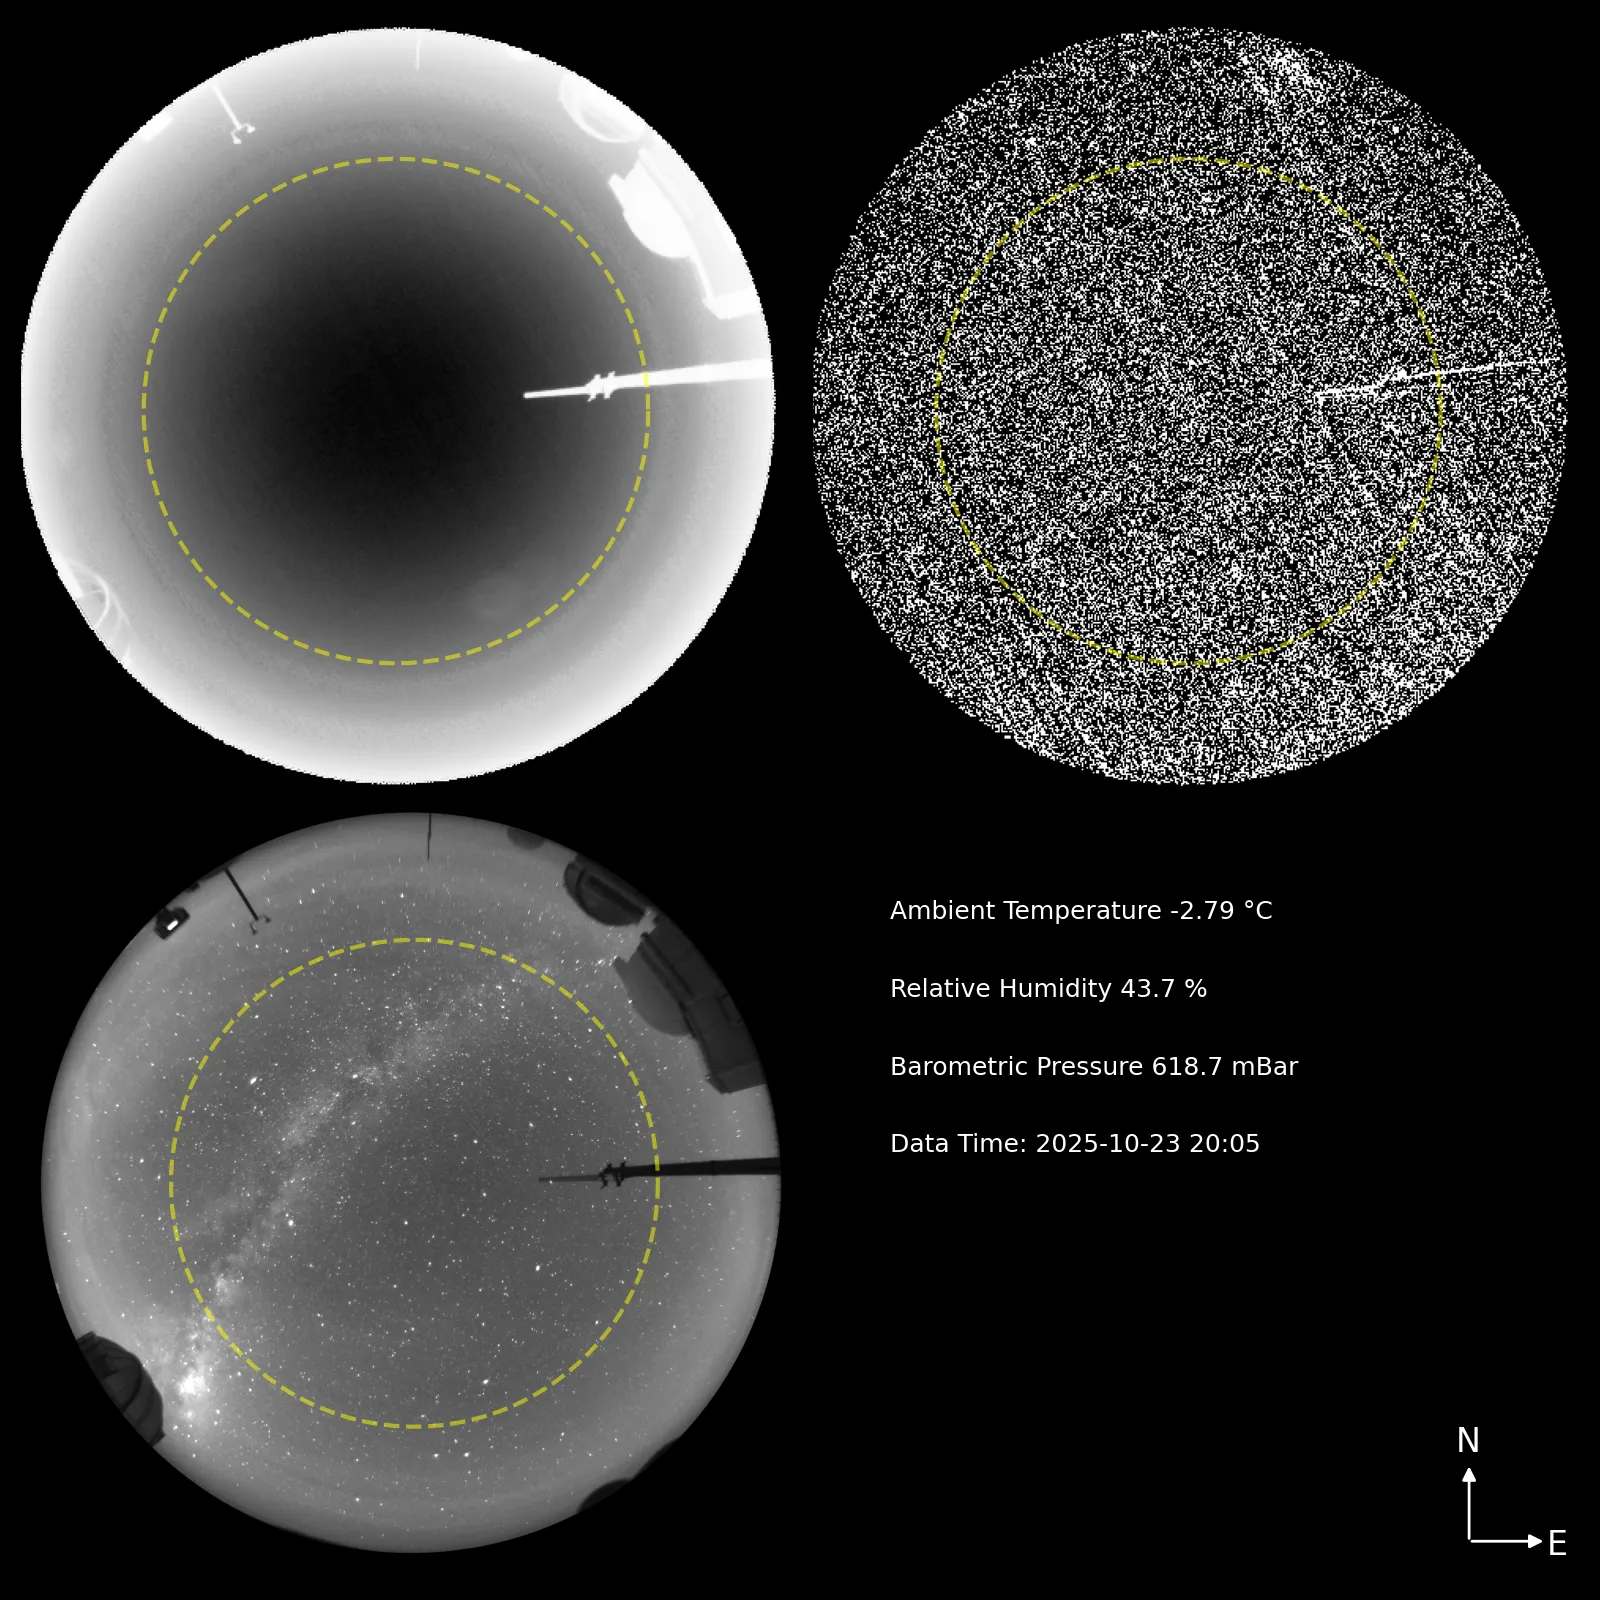 Ambient Temperature -2.79 °C
Relative Humidity 43.7 %
Barometric Pressure 618.7 mBar
Data Time: 2025-10-23 20:05
N
E